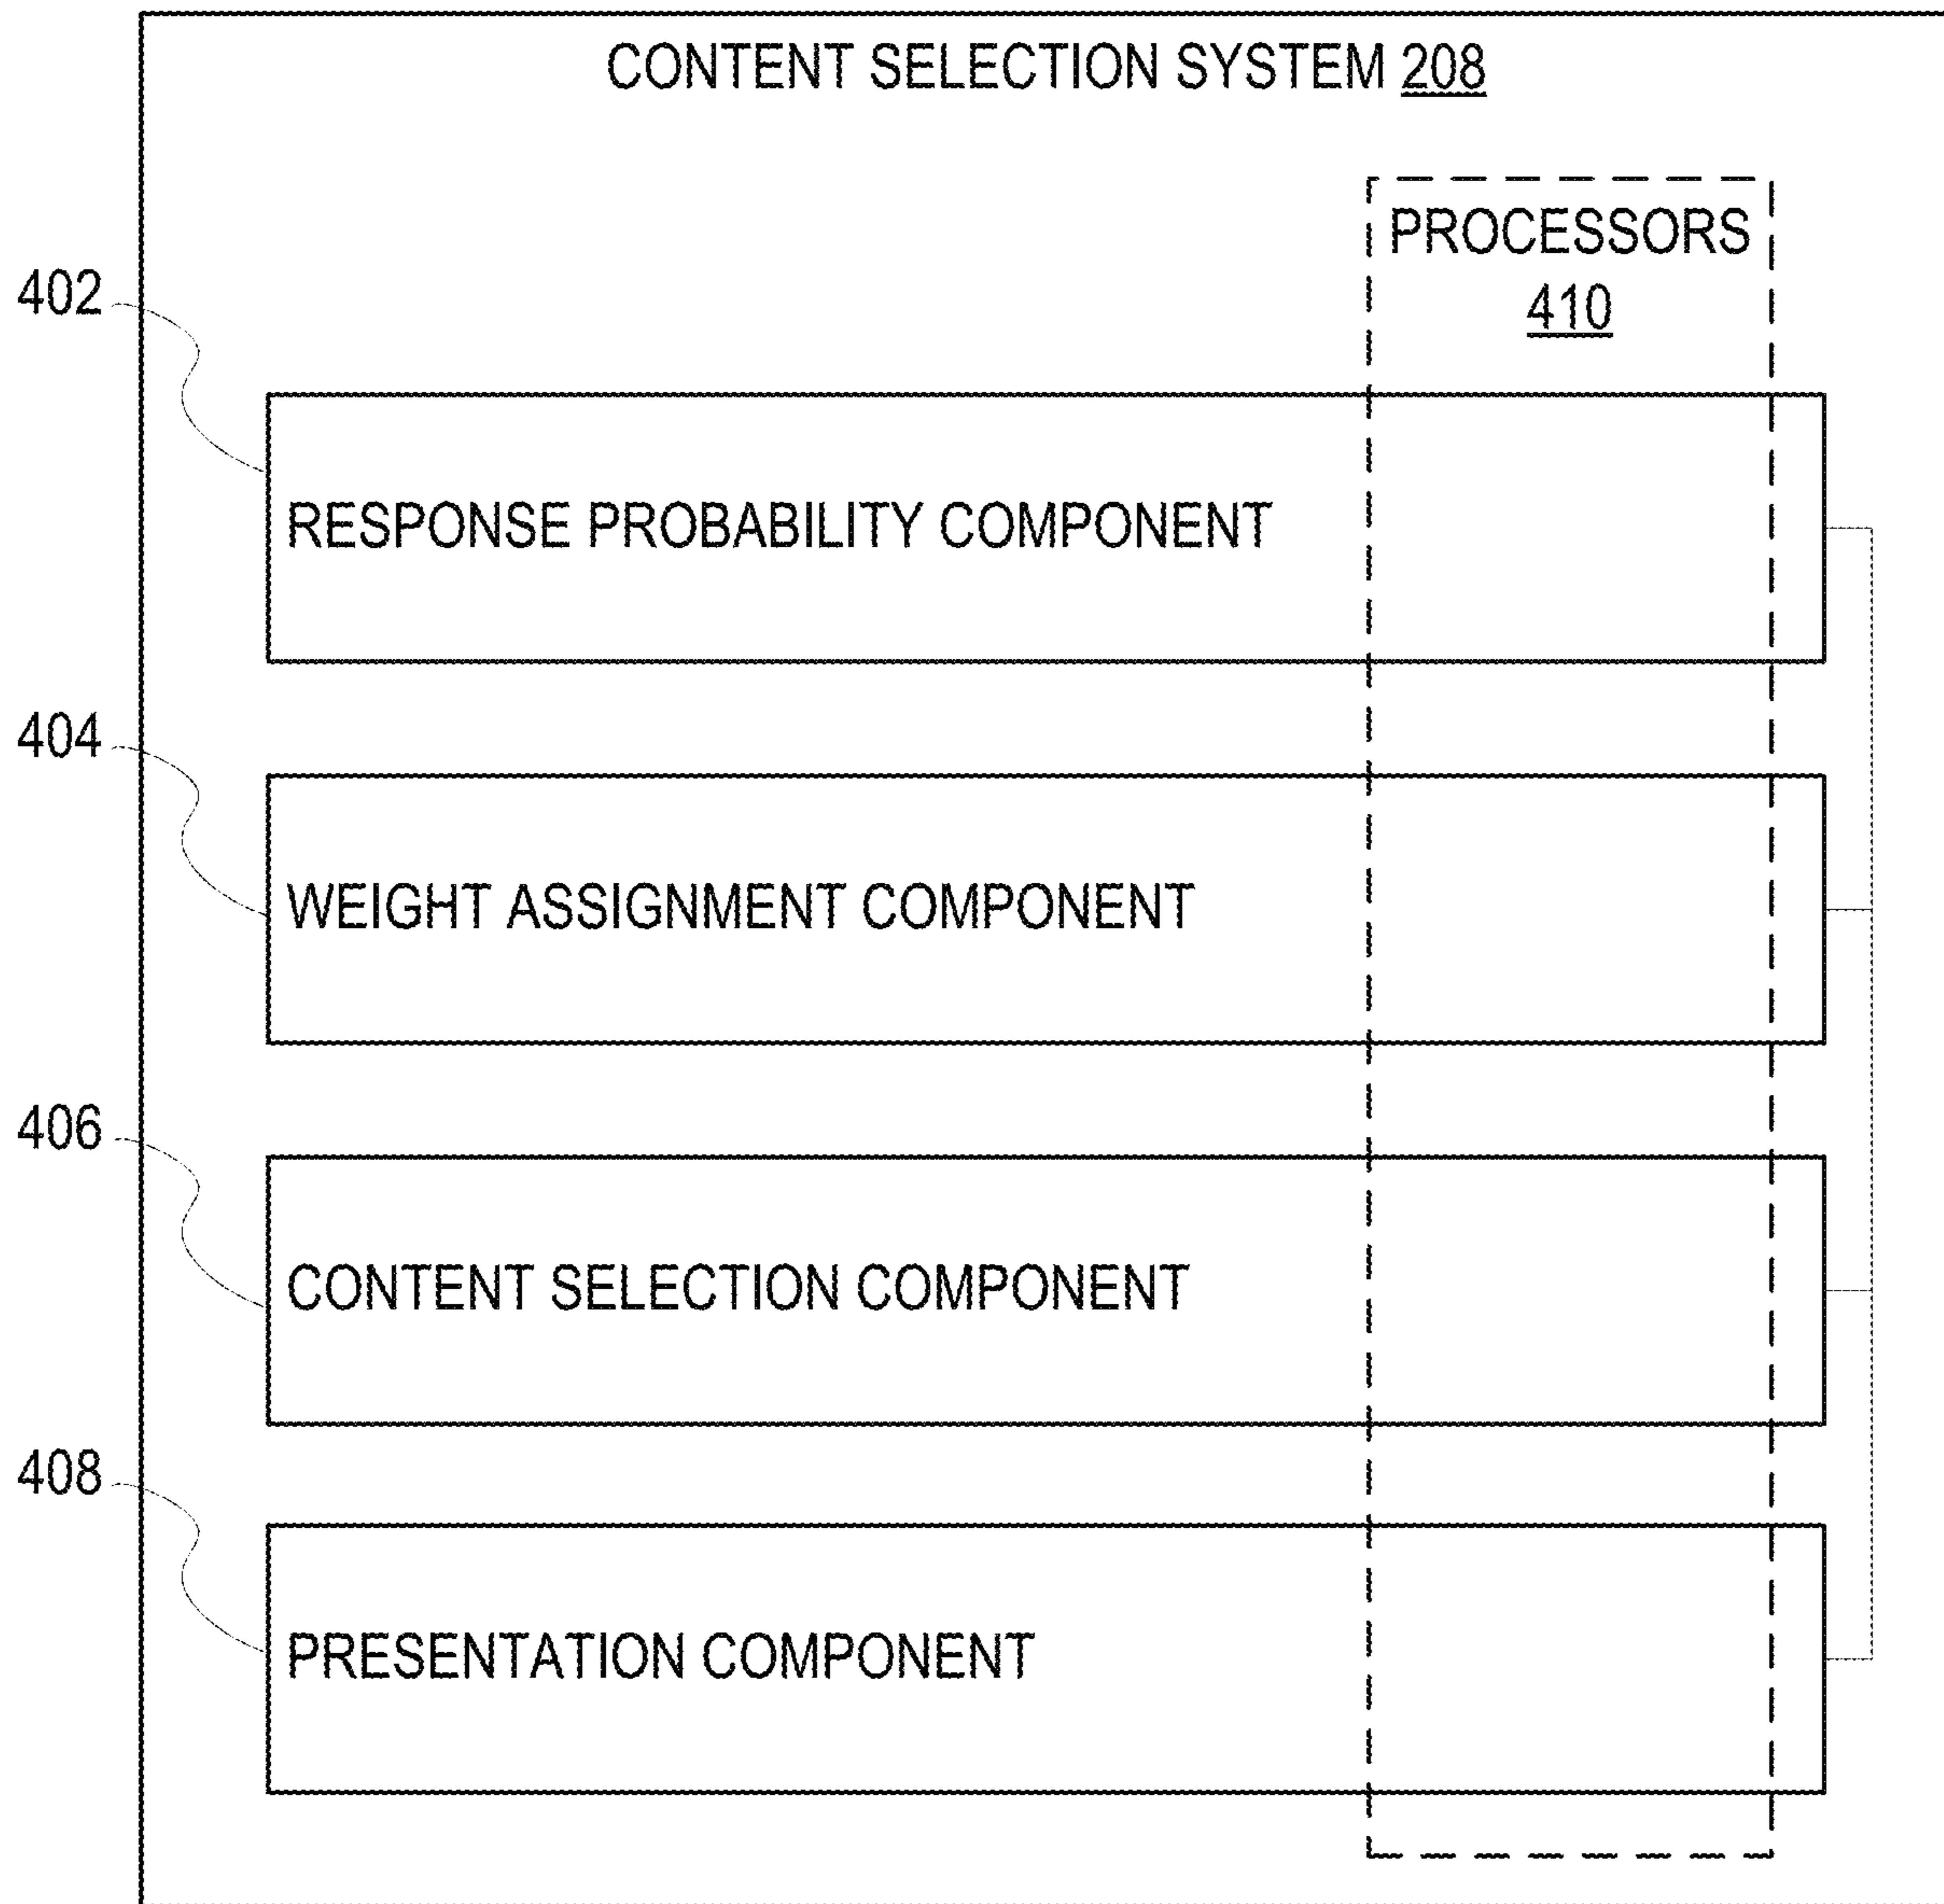 CONTENT SELECTION SYSTEM 208
PROCESSORS
410
402
RESPONSE PROBABILITY COMPONENT
404
WEIGHT ASSIGNMENT COMPONENT
406
CONTENT SELECTION COMPONENT
408
PRESENTATION COMPONENT